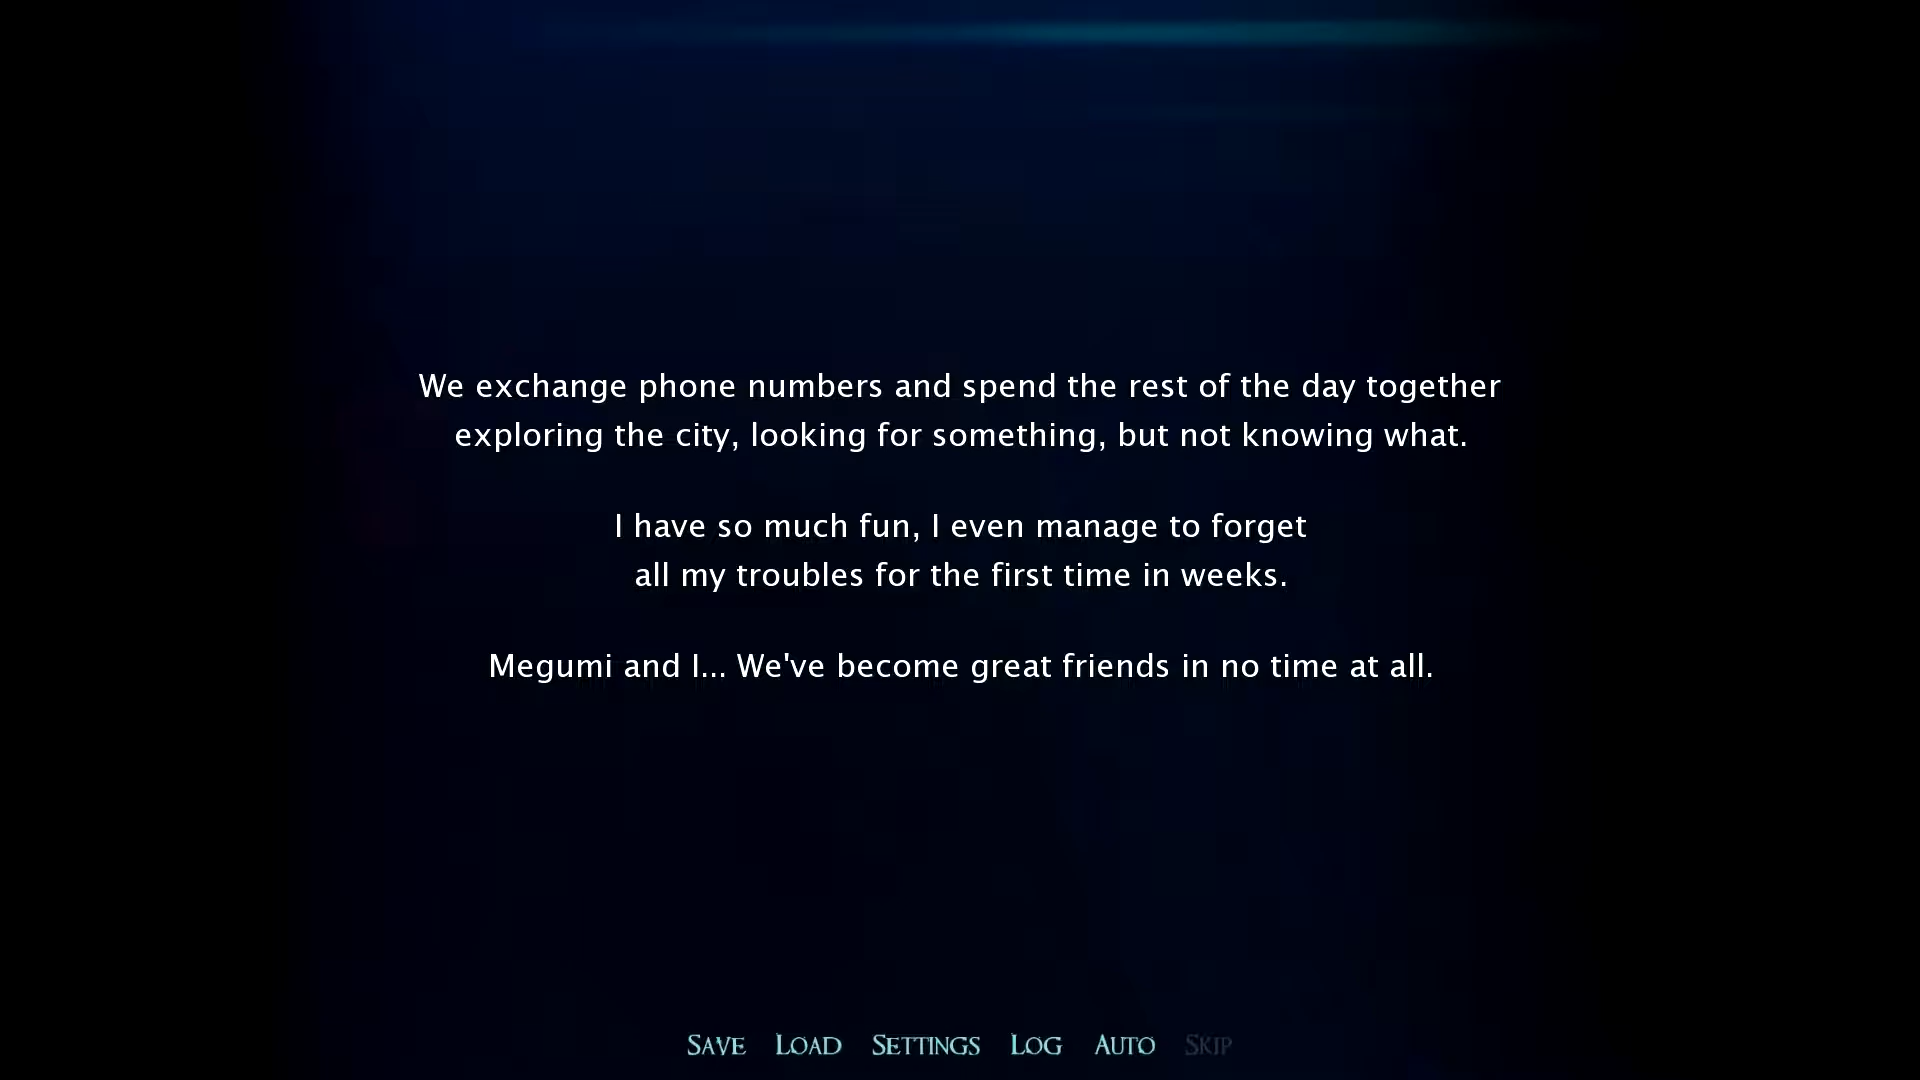 We exchange phone numbers and spend the rest of the day together
exploring the city, looking for something, but not knowing what.
I have so much fun, I even manage to forget
all my troubles for the first time in weeks.
Megumi and I... We've become great friends in no time at all.
SAVE LOAD SETTINGS LOG AUTO SKIP